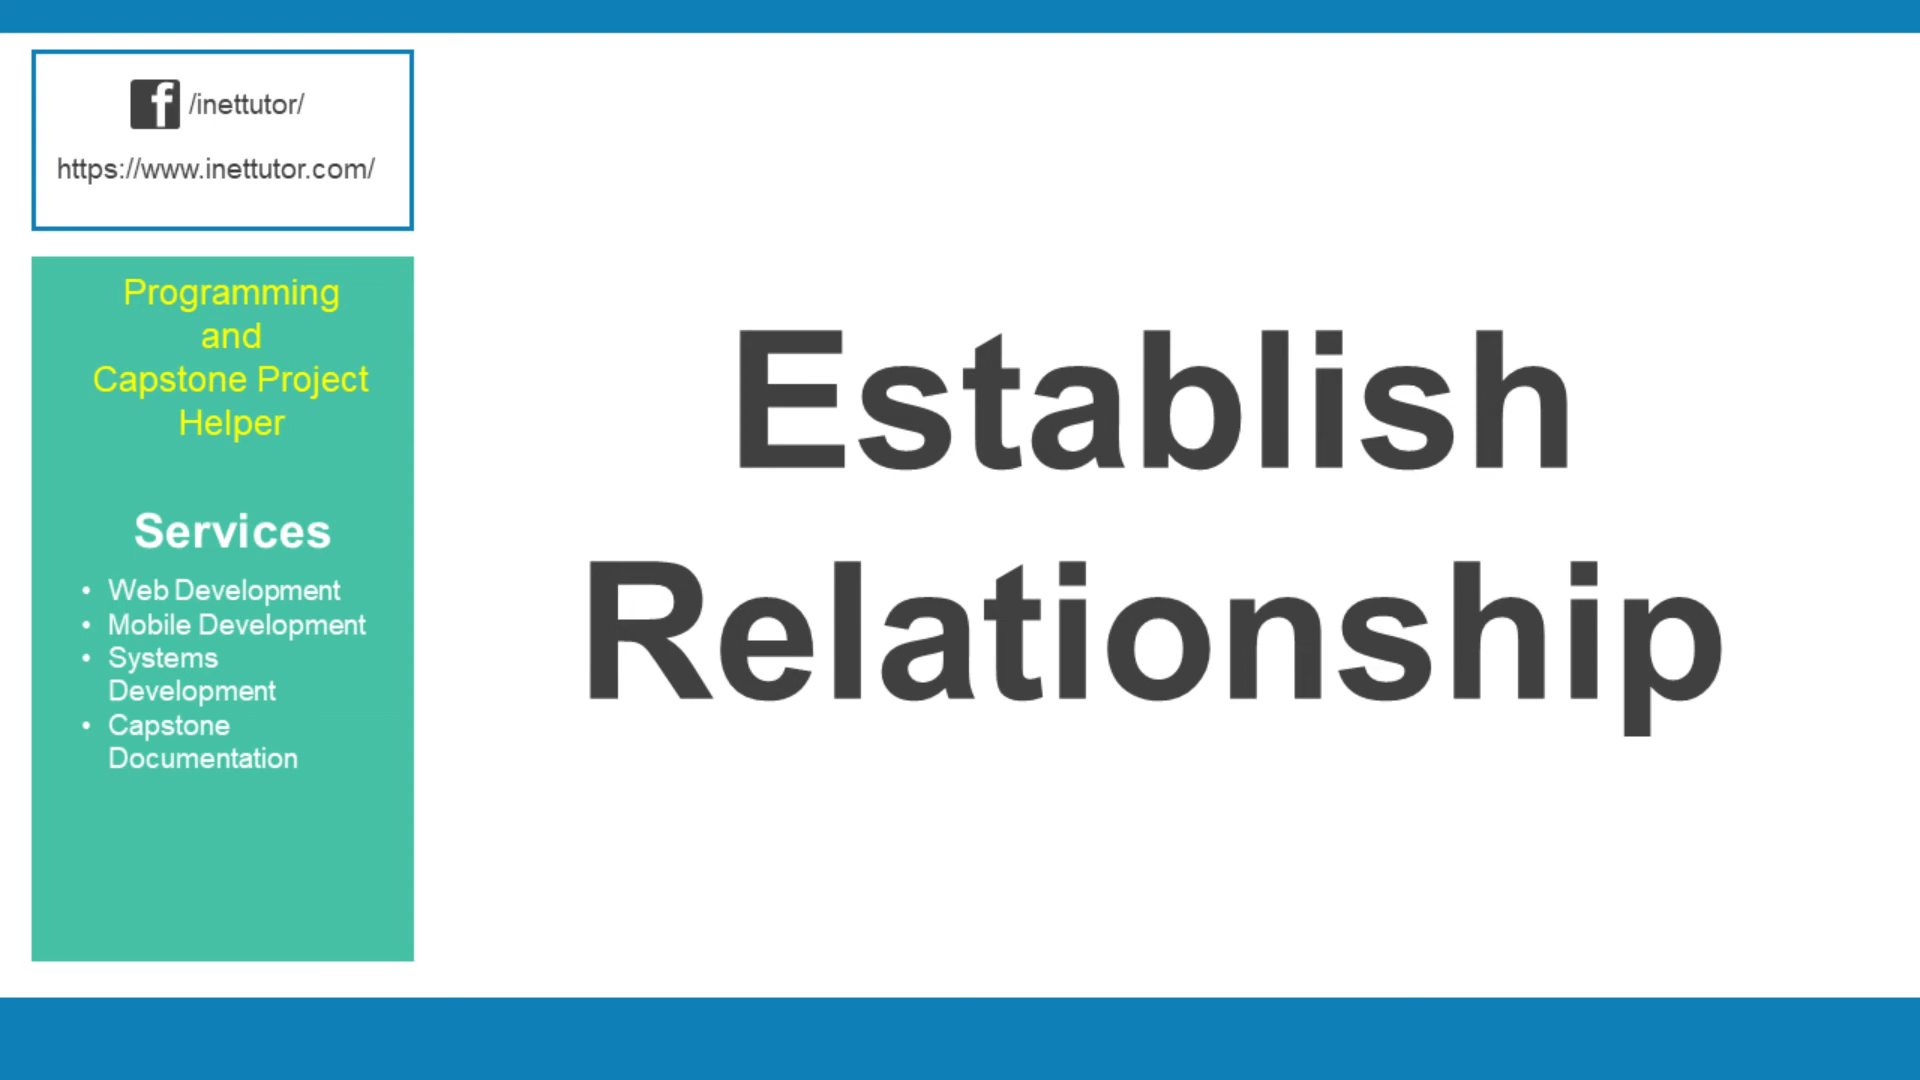 /inettutor/
https://www.inettutor.com/
Programming
and
Capstone Project
Helper
Services
• Web Development
• Mobile Development
• Systems
Development
• Capstone
Documentation
Establish
Relationship